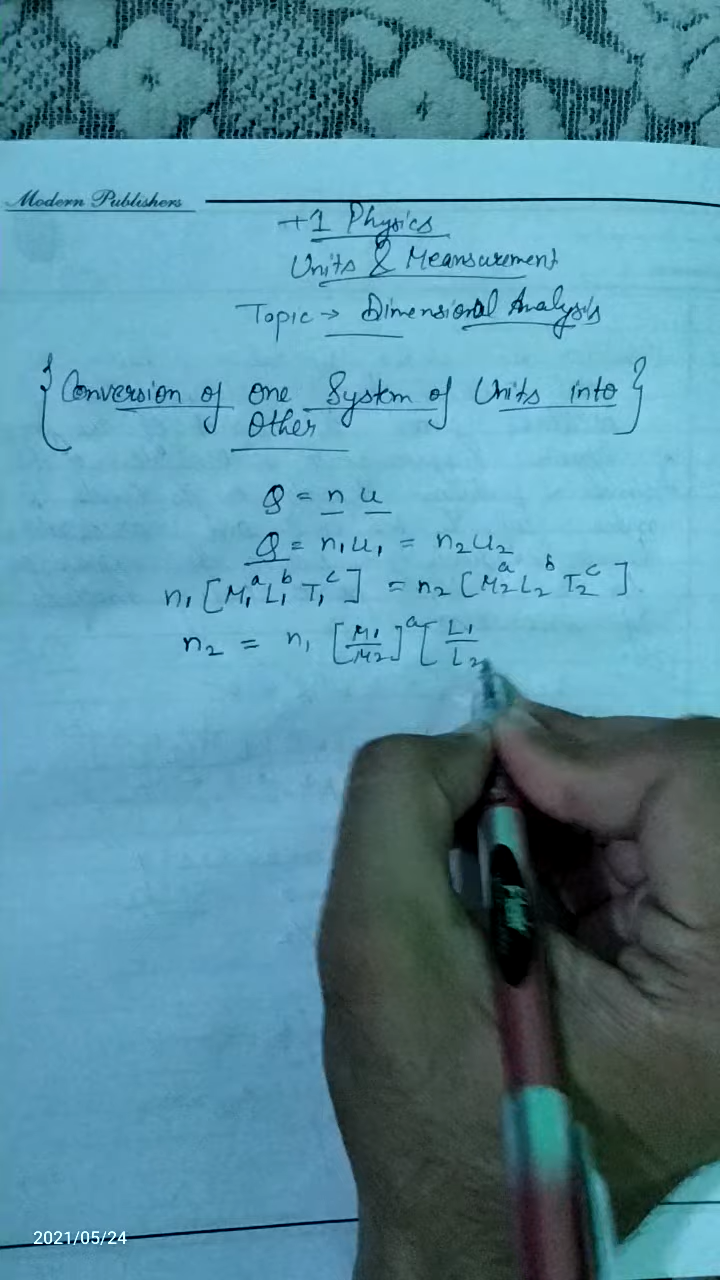 Modern Publishers
+1 Physics
Units & Meansurement
Topic → Dimensional Analysis
{ Conversion of one System of Units into }
Other
Q = n u
Q = n₁u₁ = n₂u₂
n₁ [M₁ᵃ L₁ᵇ T₁ᶜ] = n₂ [M₂ᵃ L₂ᵇ T₂ᶜ]
n₂ = n₁ [M₁/M₂]ᵃ [L₁/L₂
2021/05/24